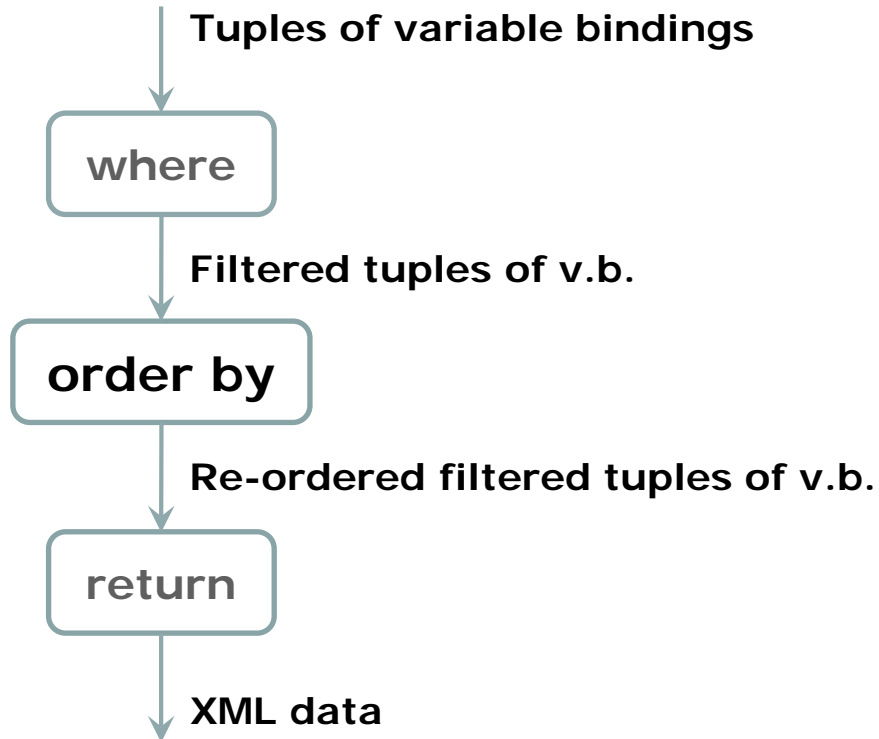 Tuples of variable bindings
where
Filtered tuples of v.b.
order by
Re-ordered filtered tuples of v.b.
return
XML data